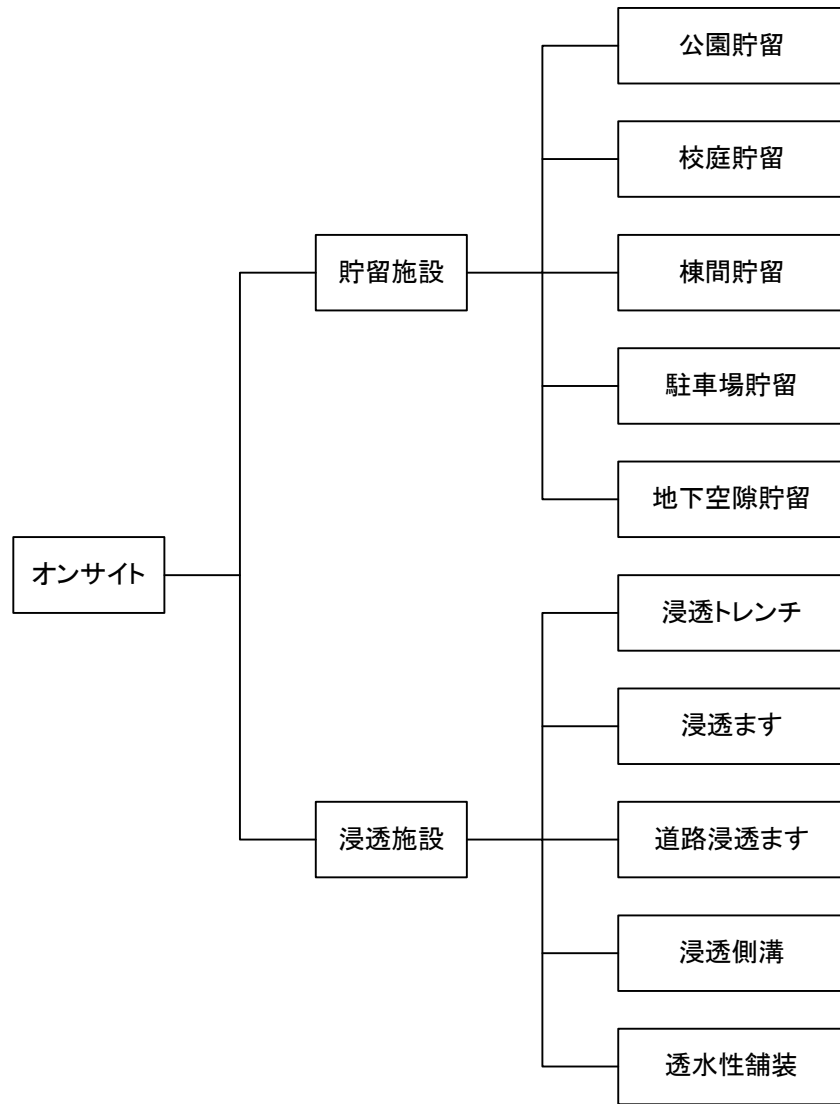 オンサイト
貯留施設
公園貯留
校庭貯留
棟間貯留
駐車場貯留
地下空隙貯留
浸透施設
浸透トレンチ
浸透ます
道路浸透ます
浸透側溝
透水性舗装